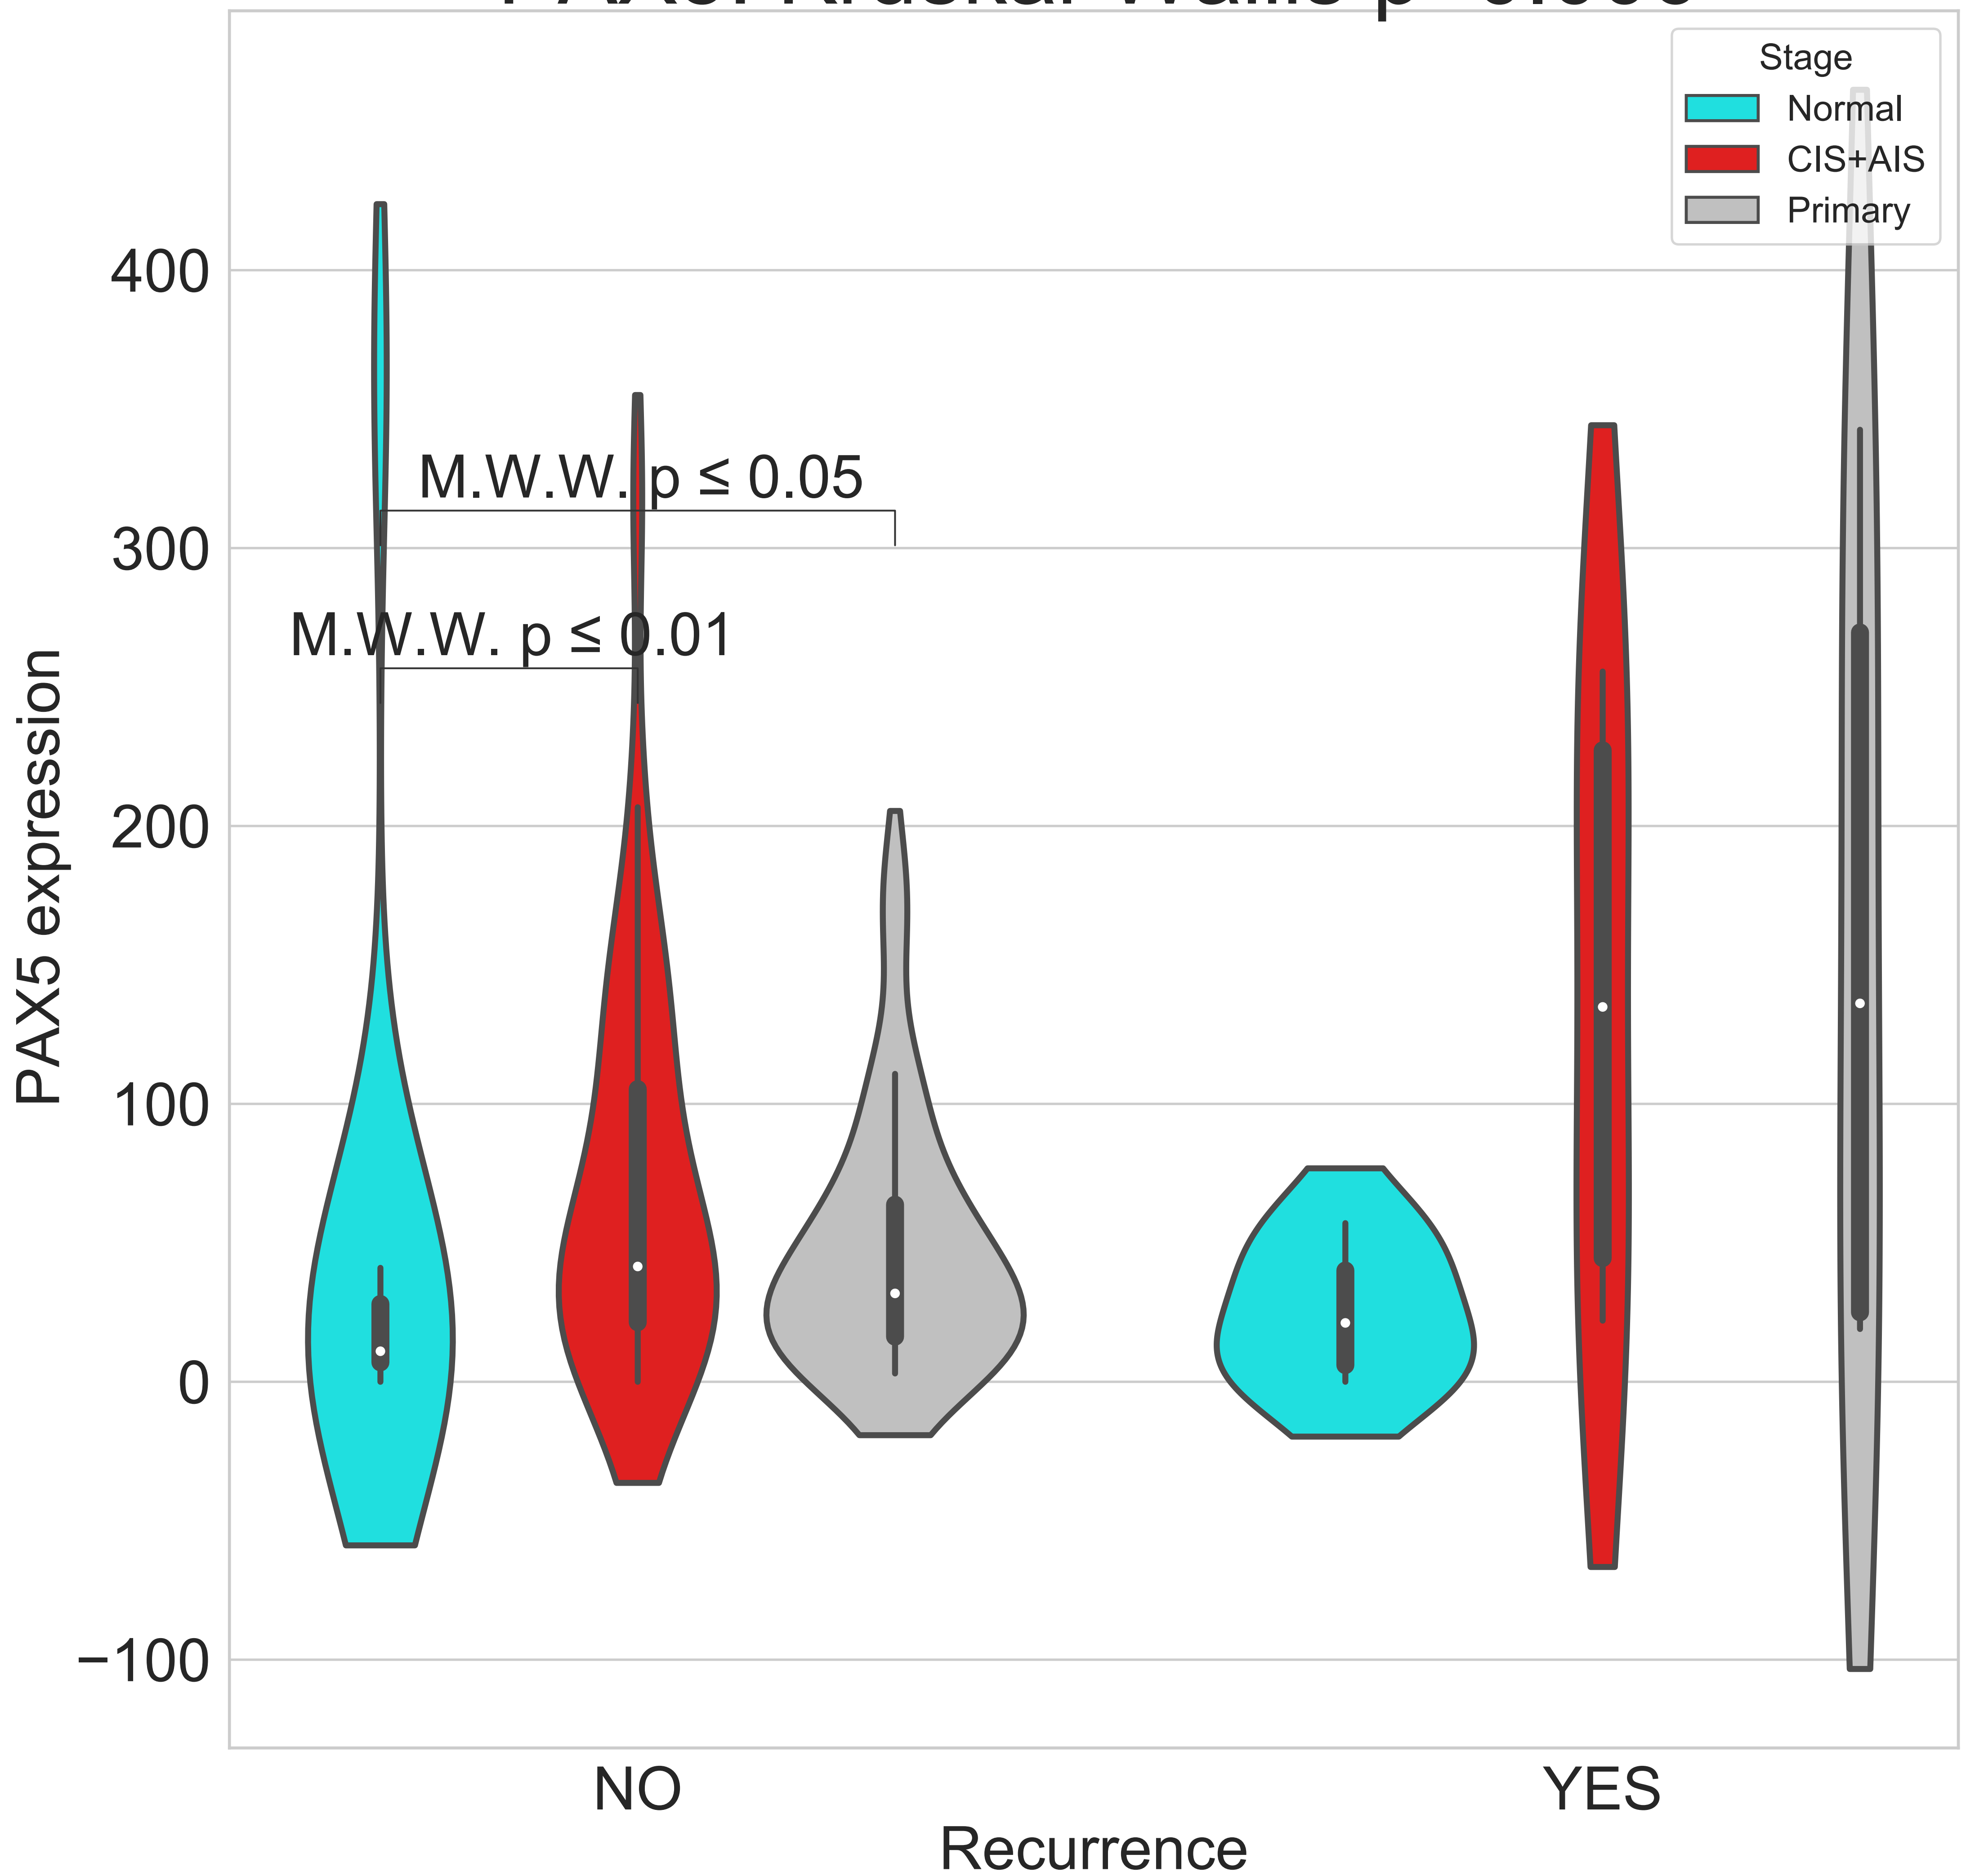 Stage
Normal
CIS+AIS
Primary
400
300
200
100
0
−100
PAX5 expression
M.W.W. p ≤ 0.05
M.W.W. p ≤ 0.01
NO
YES
Recurrence